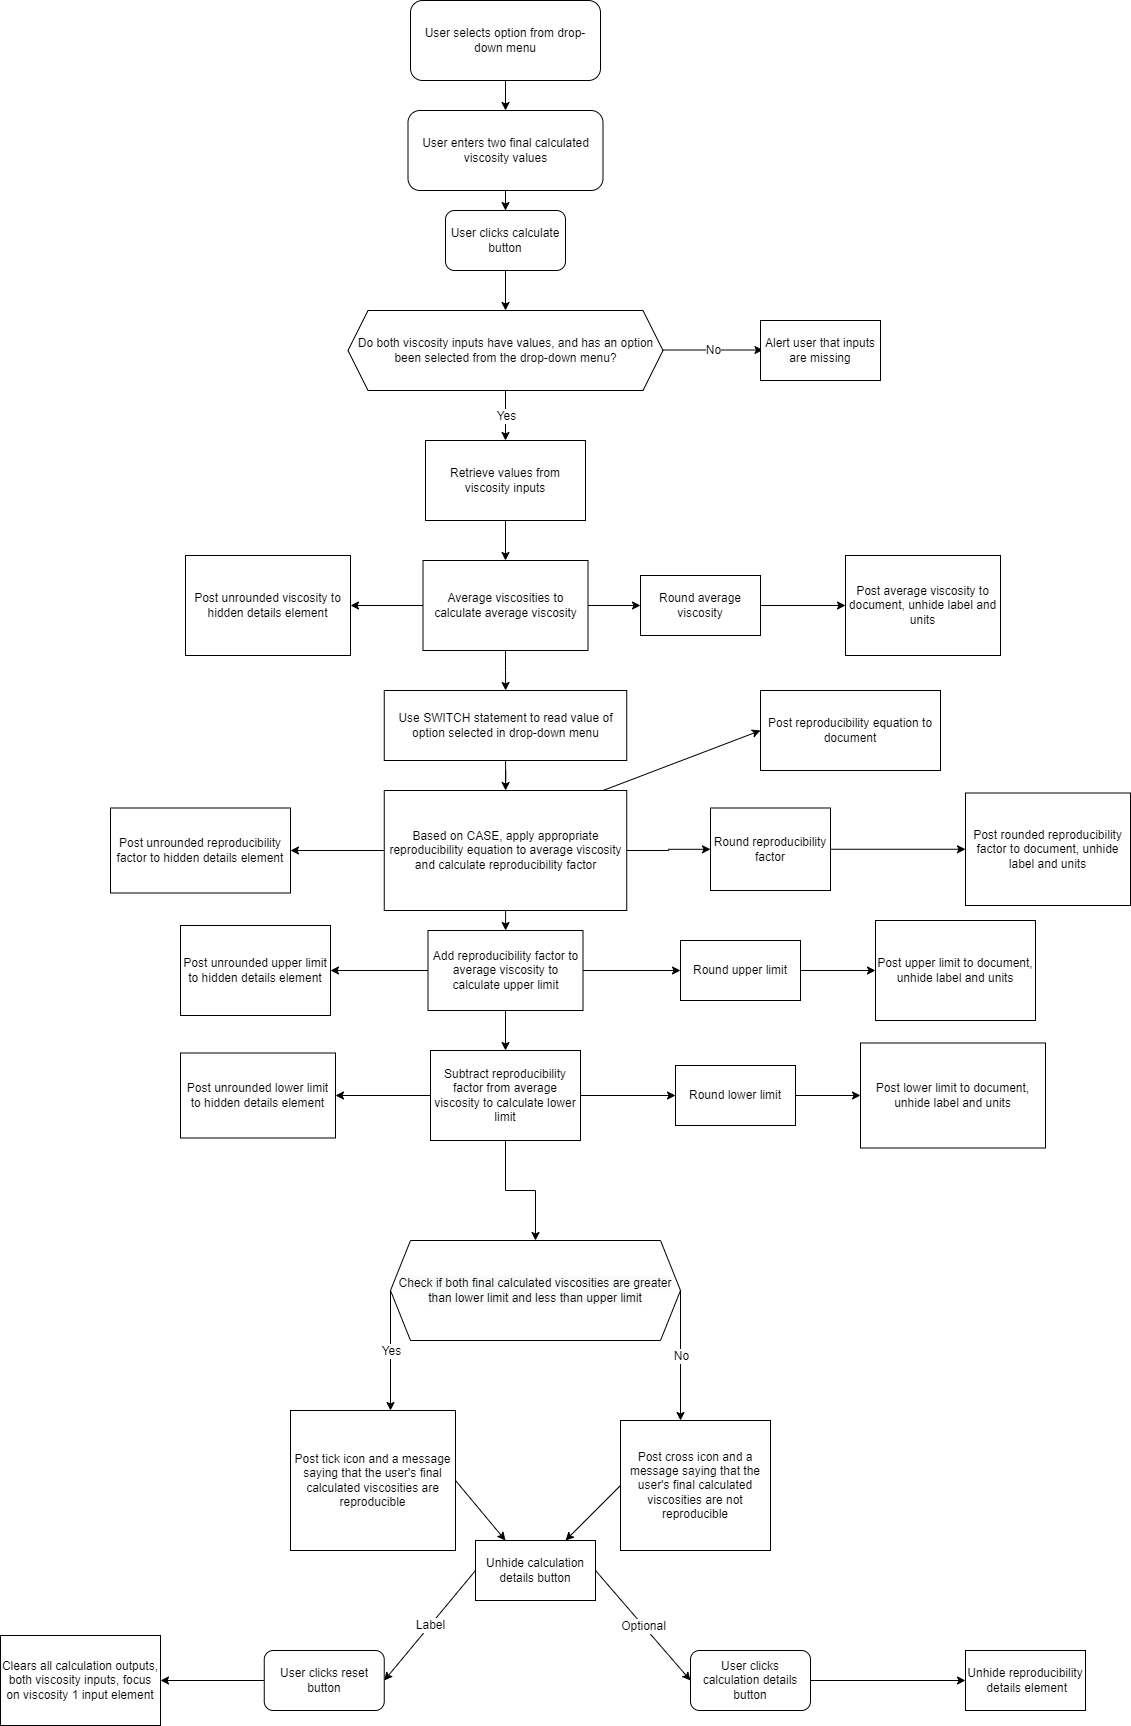 User selects option from drop-
down menu
User enters two final calculated
viscosity values
User clicks calculate
button
Do both viscosity inputs have values, and has an option
been selected from the drop-down menu?
No
Alert user that inputs
are missing
Yes
Retrieve values from
viscosity inputs
Post unrounded viscosity to
hidden details element
Average viscosities to
calculate average viscosity
Round average
viscosity
Post average viscosity to
document, unhide label and
units
Use SWITCH statement to read value of
option selected in drop-down menu
Post reproducibility equation to
document
Post unrounded reproducibility
factor to hidden details element
Based on CASE, apply appropriate
reproducibility equation to average viscosity
and calculate reproducibility factor
Round reproducibility
factor
Post rounded reproducibility
factor to document, unhide
label and units
Post unrounded upper limit
to hidden details element
Add reproducibility factor to
average viscosity to
calculate upper limit
Round upper limit
Post upper limit to document,
unhide label and units
Post unrounded lower limit
to hidden details element
Subtract reproducibility
factor from average
viscosity to calculate lower
limit
Round lower limit
Post lower limit to document,
unhide label and units
Check if both final calculated viscosities are greater
than lower limit and less than upper limit
Yes
No
Post tick icon and a message
saying that the user's final
calculated viscosities are
reproducible
Post cross icon and a
message saying that the
user's final calculated
viscosities are not
reproducible
Unhide calculation
details button
Label
Optional
Clears all calculation outputs,
both viscosity inputs, focus
on viscosity 1 input element
User clicks reset
button
User clicks
calculation details
button
Unhide reproducibility
details element